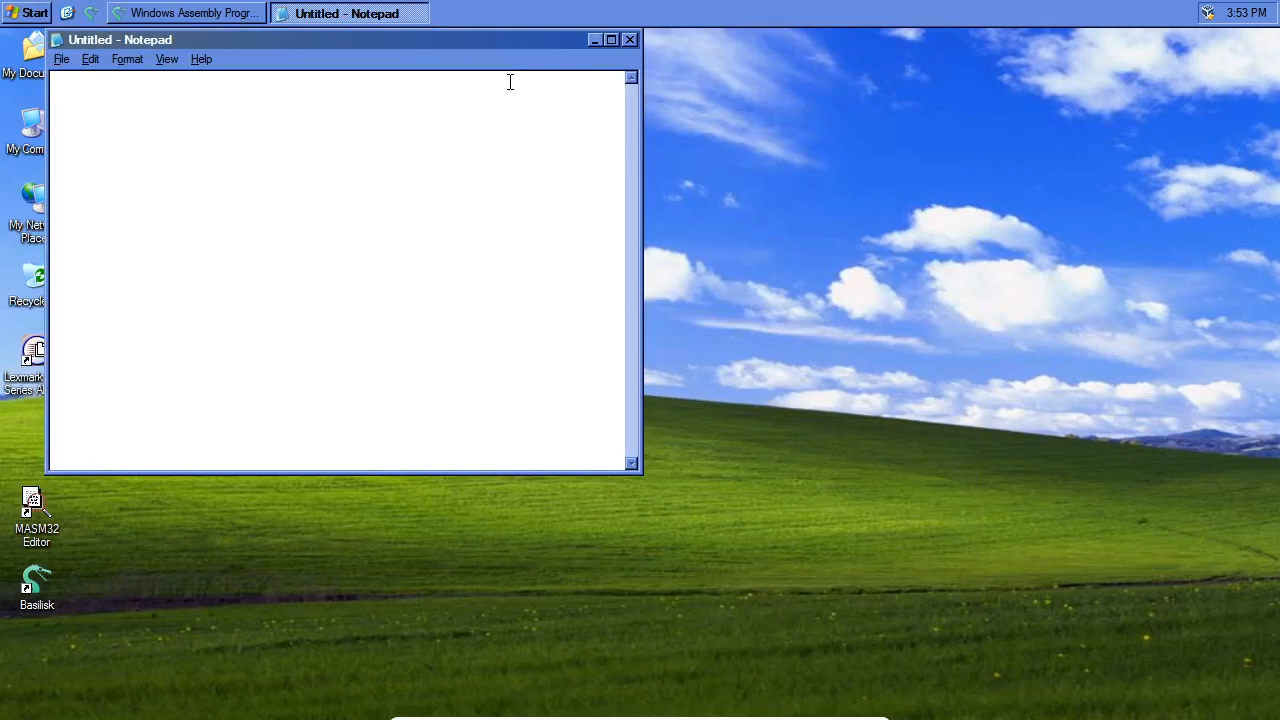 Start
Windows Assembly Progr...
Untitled - Notepad
3:53 PM
Untitled - Notepad
File Edit Format View Help
My Docu
My Com
My Net
Place
Recycle
Lexmark
Series A
MASM32
Editor
Basilisk